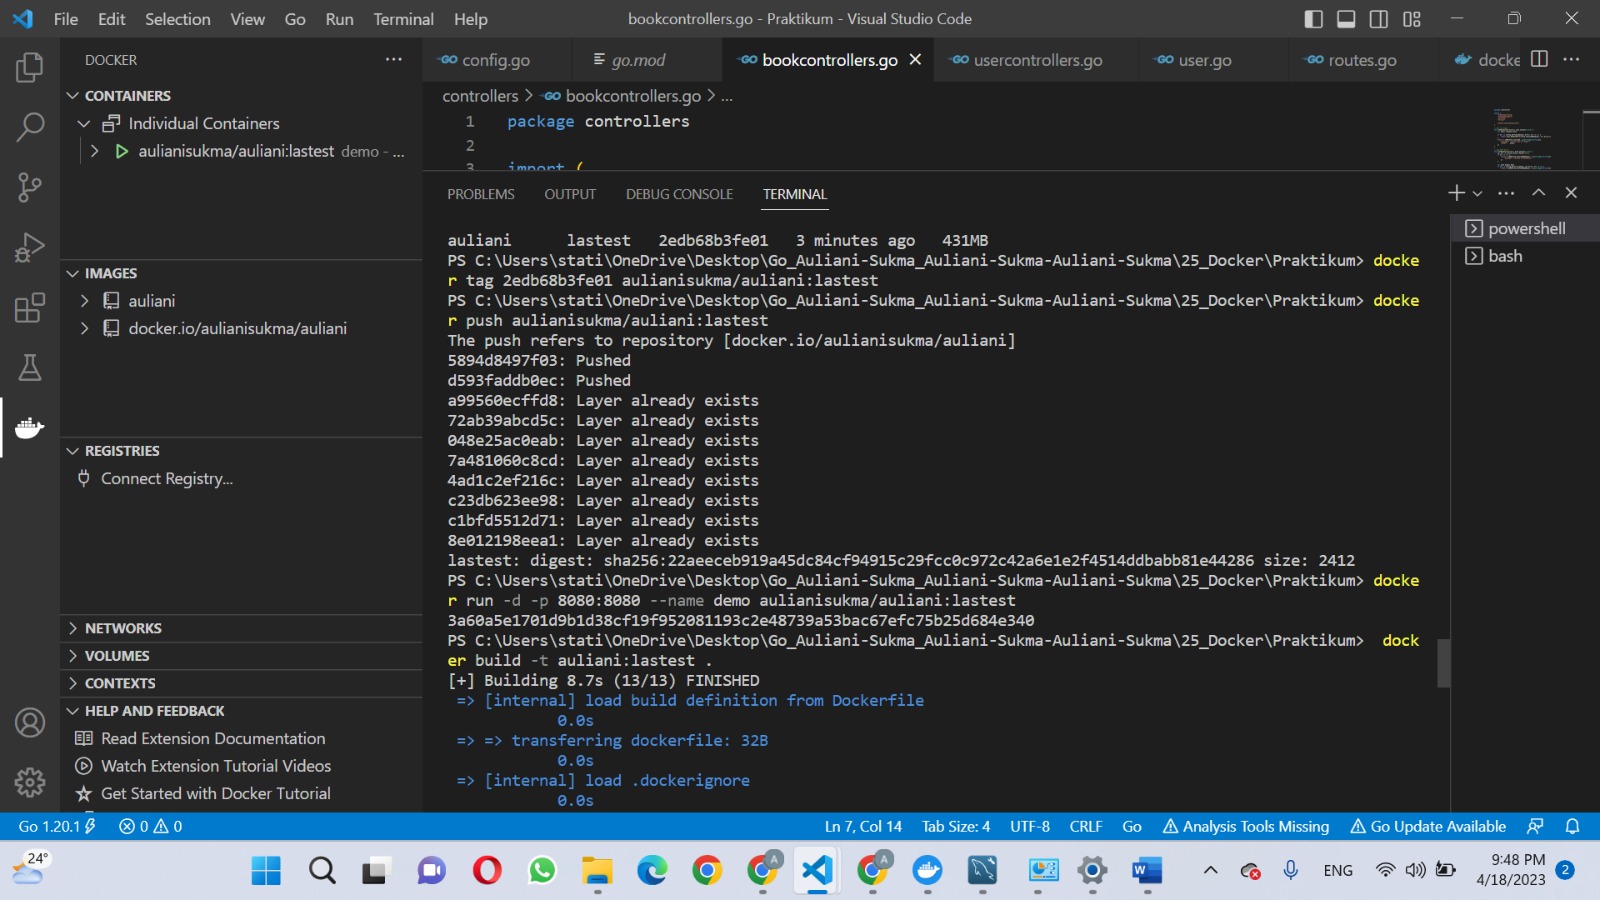 File Edit Selection View Go Run Terminal Help
bookcontrollers.go - Praktikum - Visual Studio Code
DOCKER
CONTAINERS
Individual Containers
aulianisukma/auliani:lastest demo - ...
IMAGES
auliani
docker.io/aulianisukma/auliani
REGISTRIES
Connect Registry...
NETWORKS
VOLUMES
CONTEXTS
HELP AND FEEDBACK
Read Extension Documentation
Watch Extension Tutorial Videos
Get Started with Docker Tutorial
config.go go.mod bookcontrollers.go usercontrollers.go user.go routes.go docke
controllers > bookcontrollers.go > ...
1 package controllers
2
3 import (
PROBLEMS OUTPUT DEBUG CONSOLE TERMINAL
auliani lastest 2edb68b3fe01 3 minutes ago 431MB
PS C:\Users\stati\OneDrive\Desktop\Go_Auliani-Sukma_Auliani-Sukma-Auliani-Sukma\25_Docker\Praktikum> docke
r tag 2edb68b3fe01 aulianisukma/auliani:lastest
PS C:\Users\stati\OneDrive\Desktop\Go_Auliani-Sukma_Auliani-Sukma-Auliani-Sukma\25_Docker\Praktikum> docke
r push aulianisukma/auliani:lastest
The push refers to repository [docker.io/aulianisukma/auliani]
5894d8497f03: Pushed
d593faddb0ec: Pushed
a99560ecffd8: Layer already exists
72ab39abcd5c: Layer already exists
048e25ac0eab: Layer already exists
7a481060c8cd: Layer already exists
4ad1c2ef216c: Layer already exists
c23db623ee98: Layer already exists
c1bfd5512d71: Layer already exists
8e012198eea1: Layer already exists
lastest: digest: sha256:22aeeceb919a45dc84cf94915c29fcc0c972c42a6e1e2f4514ddbabb81e44286 size: 2412
PS C:\Users\stati\OneDrive\Desktop\Go_Auliani-Sukma_Auliani-Sukma-Auliani-Sukma\25_Docker\Praktikum> docke
r run -d -p 8080:8080 --name demo aulianisukma/auliani:lastest
3a60a5e1701d9b1d38cf19f952081193c2e48739a53bac67efc75b25d684e340
PS C:\Users\stati\OneDrive\Desktop\Go_Auliani-Sukma_Auliani-Sukma-Auliani-Sukma\25_Docker\Praktikum> dock
er build -t auliani:lastest .
[+] Building 8.7s (13/13) FINISHED
=> [internal] load build definition from Dockerfile
0.0s
=> => transferring dockerfile: 32B
0.0s
=> [internal] load .dockerignore
0.0s
powershell
bash
Go 1.20.1 0 0 Ln 7, Col 14 Tab Size: 4 UTF-8 CRLF Go Analysis Tools Missing Go Update Available
24° A A W ENG 9:48 PM
4/18/2023 2